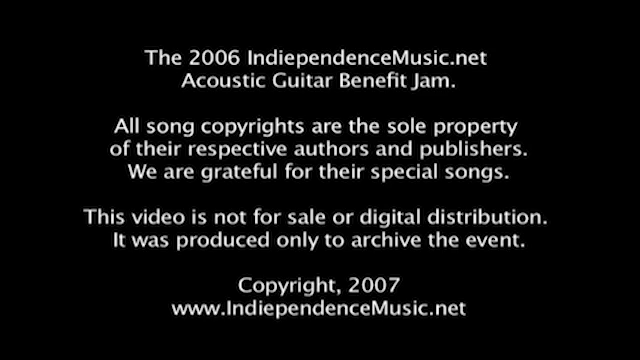 The 2006 IndiependenceMusic.net
Acoustic Guitar Benefit Jam.
All song copyrights are the sole property
of their respective authors and publishers.
We are grateful for their special songs.
This video is not for sale or digital distribution.
It was produced only to archive the event.
Copyright, 2007
www.IndiependenceMusic.net